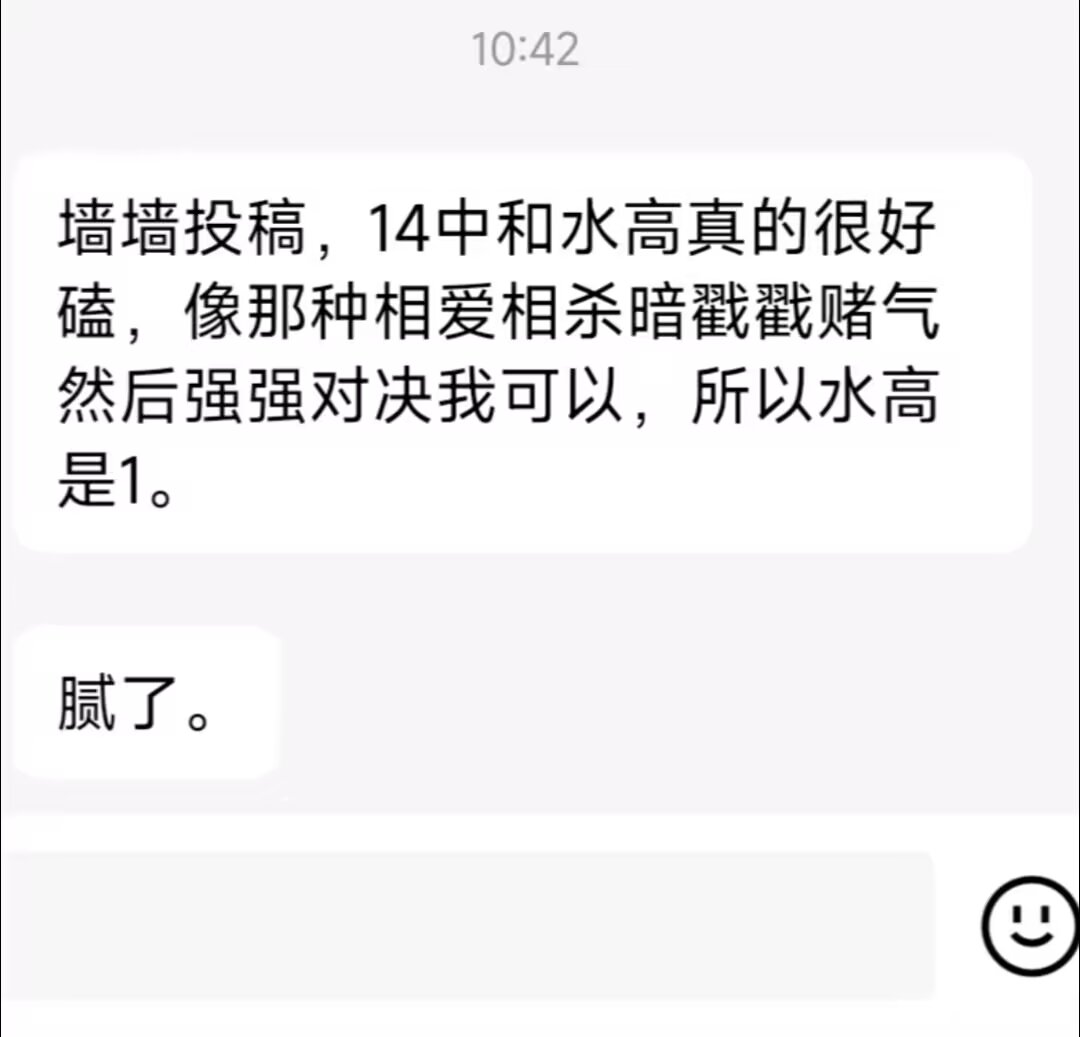 10:42
墙墙投稿，14中和水高真的很好
磕，像那种相爱相杀暗戳戳赌气
然后强强对决我可以，所以水高
是1。
腻了。